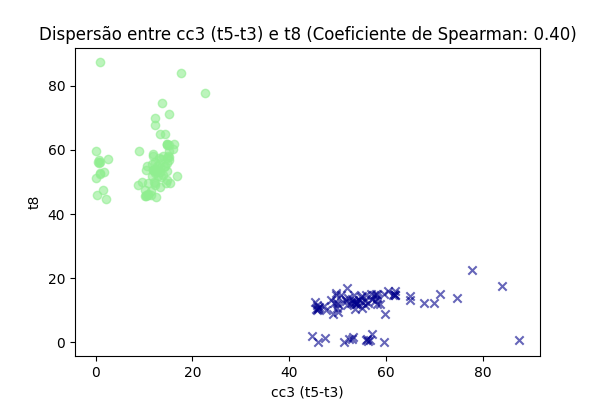 Dispersão entre cc3 (t5-t3) e t8 (Coeficiente de Spearman: 0.40)
80
60
t8
40
20
0
0 20 40 60 80
cc3 (t5-t3)